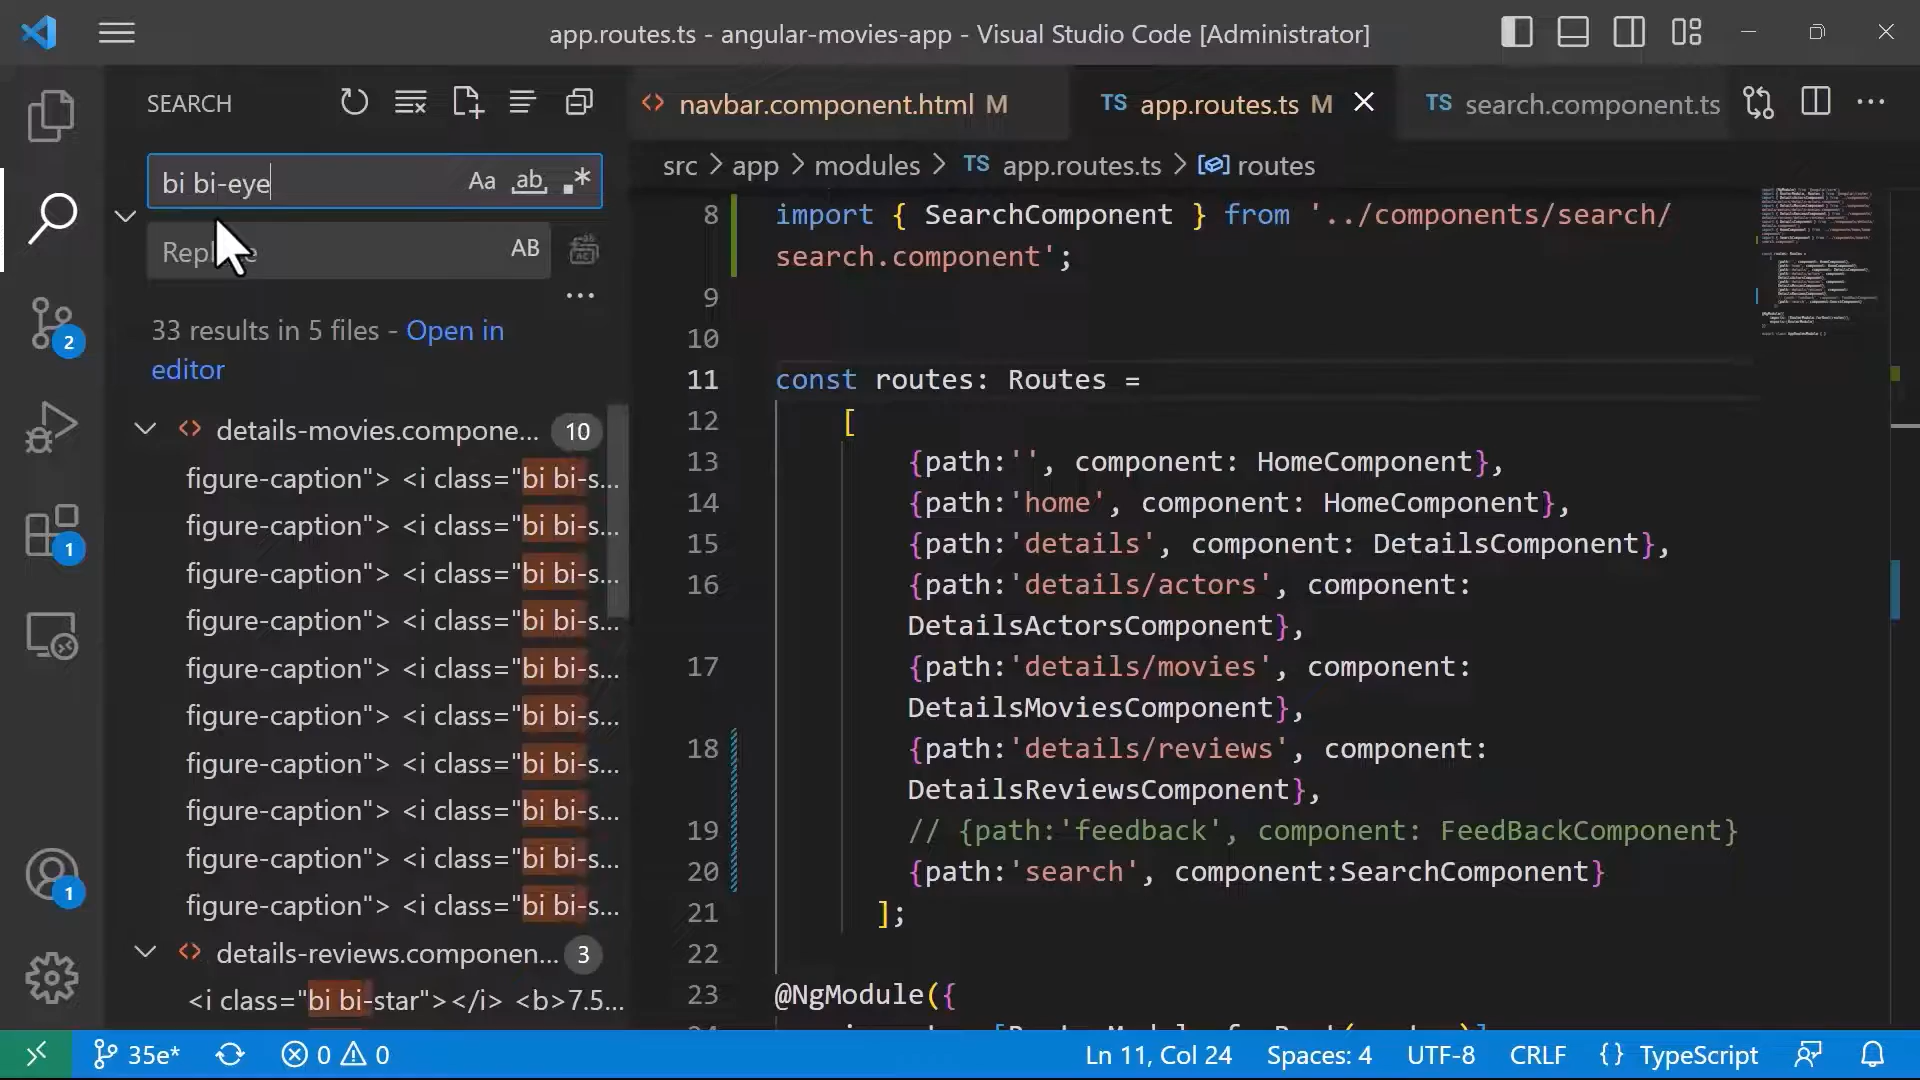 app.routes.ts - angular-movies-app - Visual Studio Code [Administrator]
SEARCH
navbar.component.html M
TS app.routes.ts M
TS search.component.ts
bi bi-eye
Aa
ab
.*
AB
33 results in 5 files - Open in
editor
details-movies.compone... 10
figure-caption"> <i class="bi bi-s...
figure-caption"> <i class="bi bi-s...
figure-caption"> <i class="bi bi-s...
figure-caption"> <i class="bi bi-s...
figure-caption"> <i class="bi bi-s...
figure-caption"> <i class="bi bi-s...
figure-caption"> <i class="bi bi-s...
figure-caption"> <i class="bi bi-s...
figure-caption"> <i class="bi bi-s...
figure-caption"> <i class="bi bi-s...
details-reviews.componen... 3
<i class="bi bi-star"></i> <b>7.5...
2
1
1
src > app > modules > TS app.routes.ts > routes
8 import { SearchComponent } from '../components/search/
search.component';
9
10
11 const routes: Routes =
12 [
13 {path:'', component: HomeComponent},
14 {path:'home', component: HomeComponent},
15 {path:'details', component: DetailsComponent},
16 {path:'details/actors', component:
DetailsActorsComponent},
17 {path:'details/movies', component:
DetailsMoviesComponent},
18 {path:'details/reviews', component:
DetailsReviewsComponent},
19 // {path:'feedback', component: FeedBackComponent}
20 {path:'search', component:SearchComponent}
21 ];
22
23 @NgModule({
35e*
0
0
Ln 11, Col 24
Spaces: 4
UTF-8
CRLF
{ } TypeScript